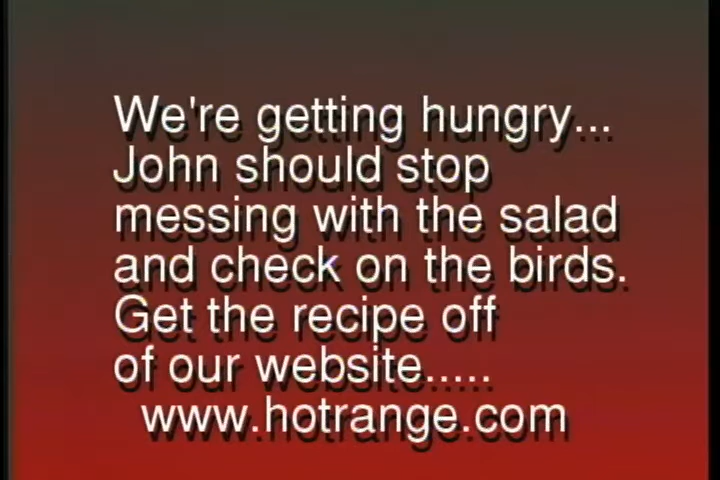 We're getting hungry...
John should stop
messing with the salad
and check on the birds.
Get the recipe off
of our website.....
www.hotrange.com